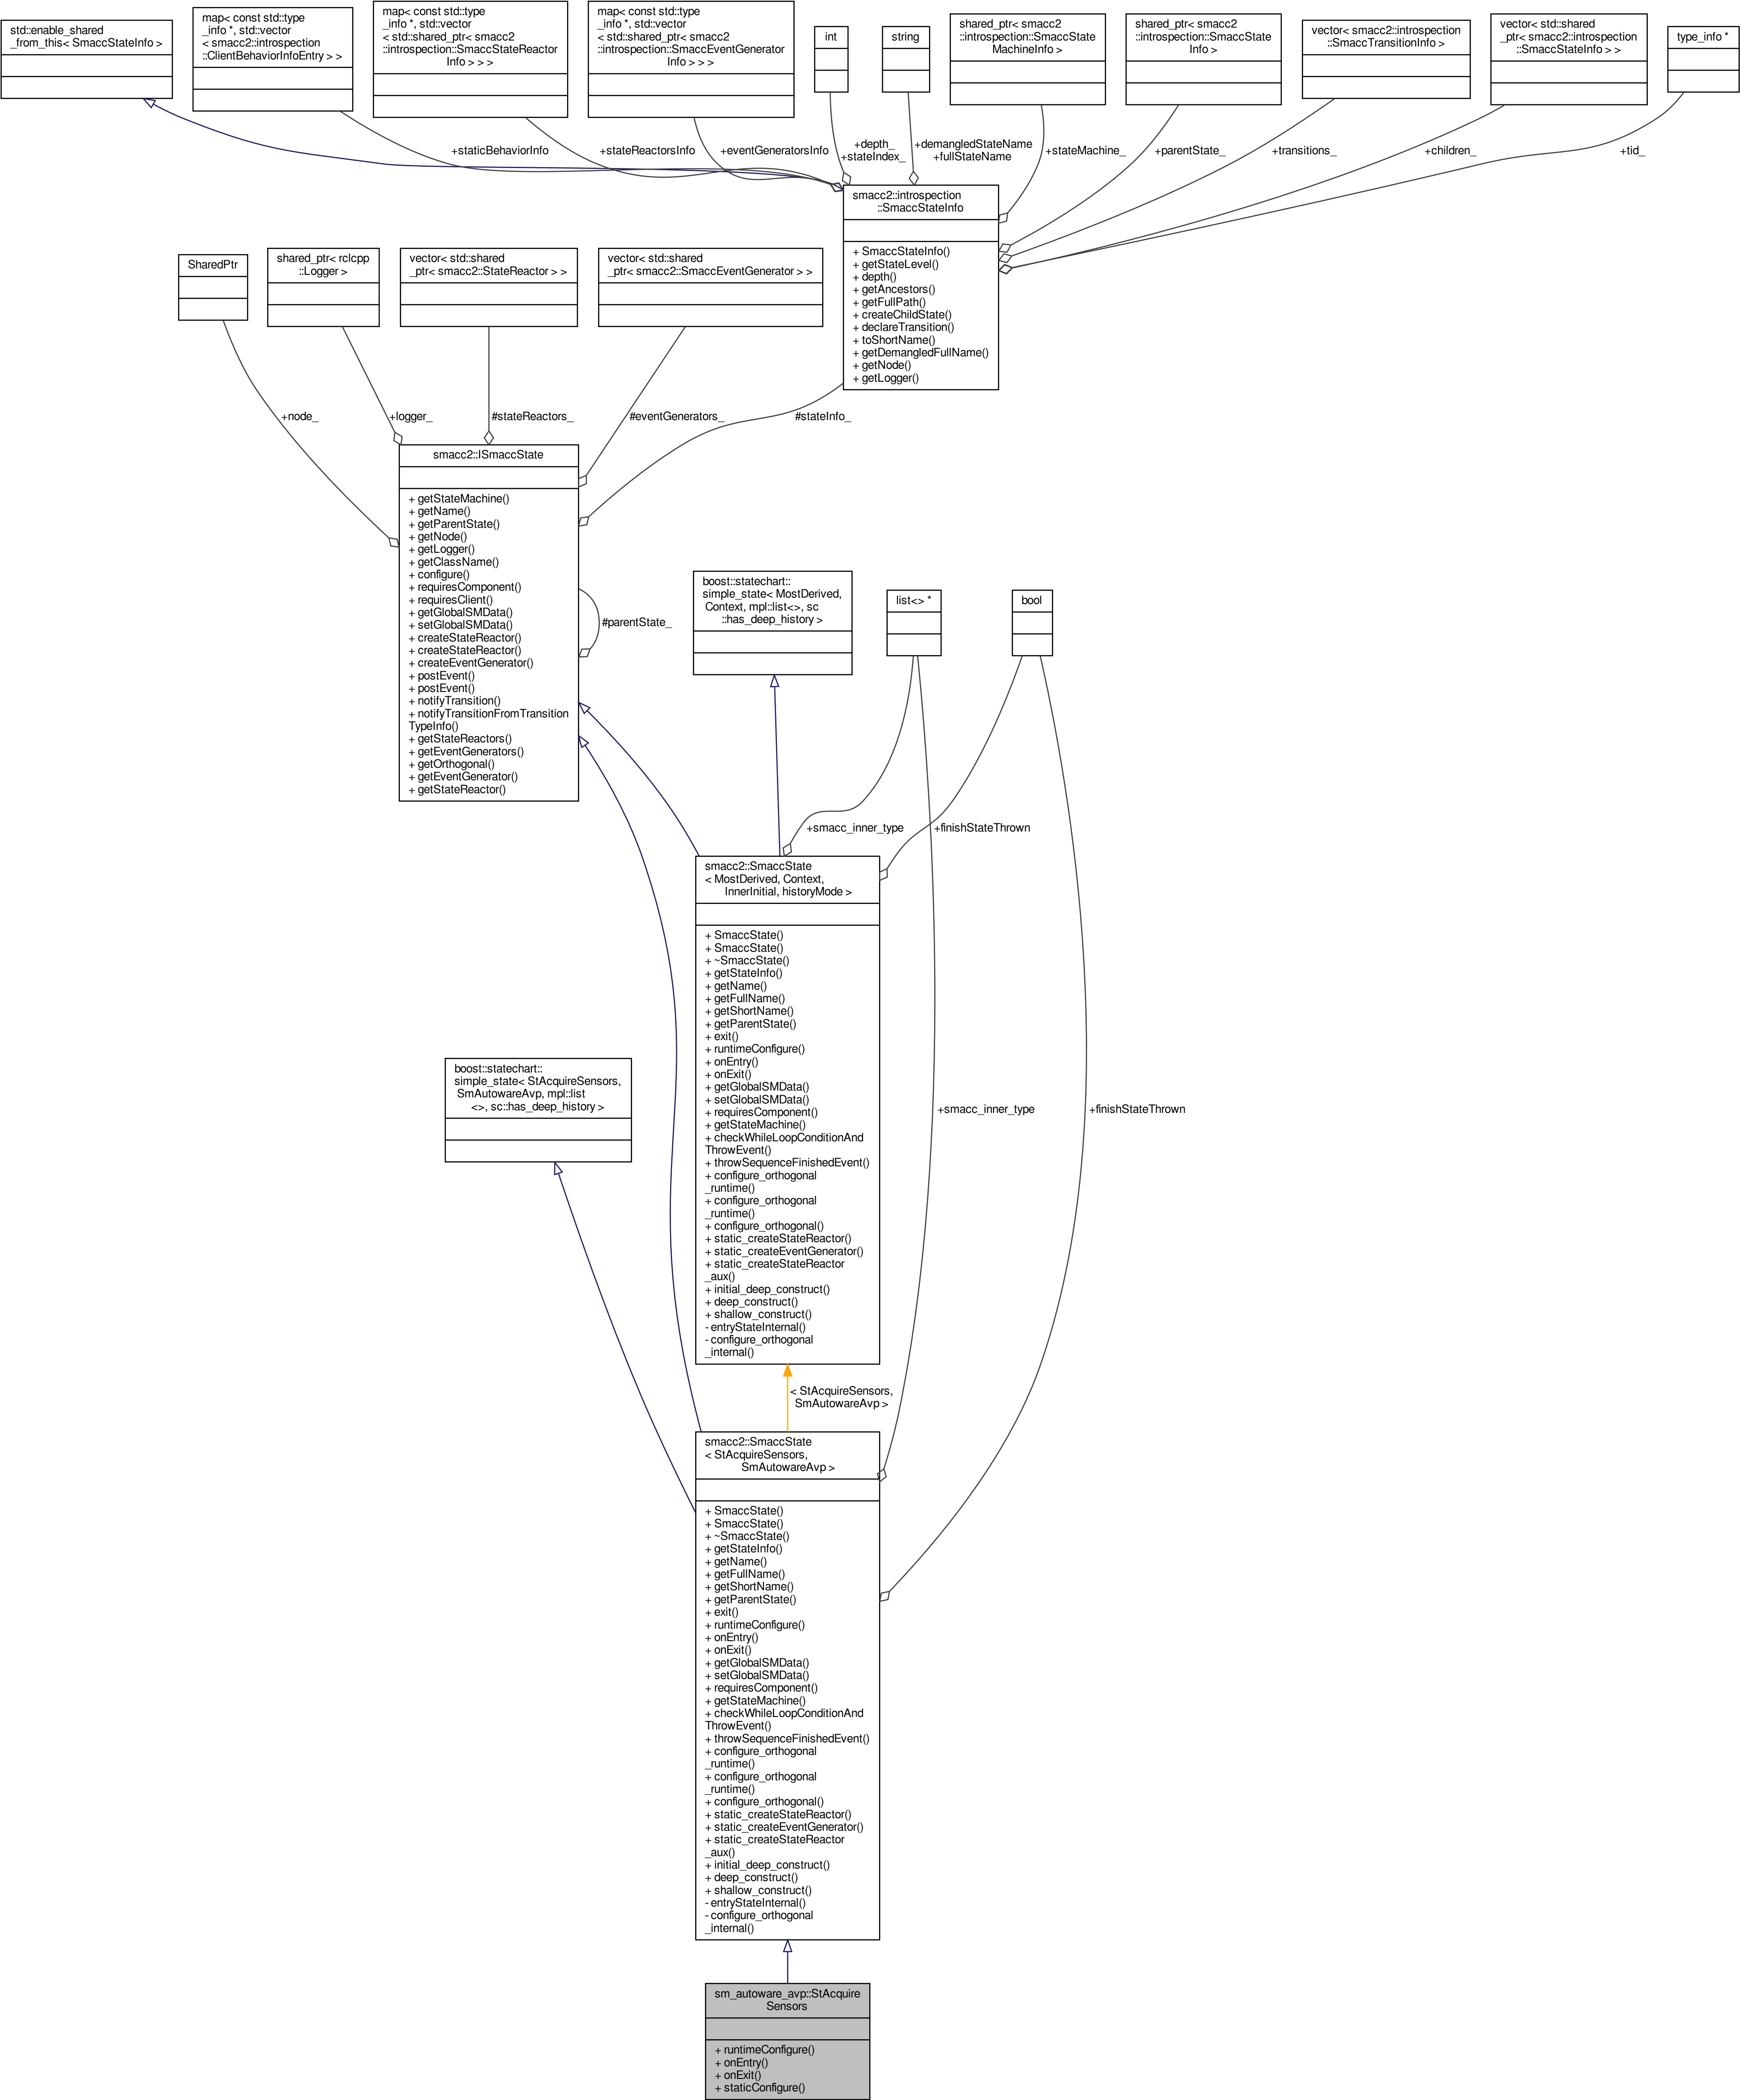 std::enable_shared
_from_this< SmaccStateInfo >
map< const std::type
_info *, std::vector
< smacc2::introspection
::ClientBehaviorInfoEntry > >
map< const std::type
_info *, std::vector
< std::shared_ptr< smacc2
::introspection::SmaccStateReactor
Info > > >
map< const std::type
_info *, std::vector
< std::shared_ptr< smacc2
::introspection::SmaccEventGenerator
Info > > >
int
string
shared_ptr< smacc2
::introspection::SmaccState
MachineInfo >
shared_ptr< smacc2
::introspection::SmaccState
Info >
vector< smacc2::introspection
::SmaccTransitionInfo >
vector< std::shared
_ptr< smacc2::introspection
::SmaccStateInfo > >
type_info *
+staticBehaviorInfo
+stateReactorsInfo
+eventGeneratorsInfo
+depth_
+stateIndex_
+demangledStateName
+fullStateName
+stateMachine_
+parentState_
+transitions_
+children_
+tid_
smacc2::introspection
::SmaccStateInfo
+ SmaccStateInfo()
+ getStateLevel()
+ depth()
+ getAncestors()
+ getFullPath()
+ createChildState()
+ declareTransition()
+ toShortName()
+ getDemangledFullName()
+ getNode()
+ getLogger()
SharedPtr
shared_ptr< rclcpp
::Logger >
vector< std::shared
_ptr< smacc2::StateReactor > >
vector< std::shared
_ptr< smacc2::SmaccEventGenerator > >
+node_
+logger_
#stateReactors_
#eventGenerators_
#stateInfo_
smacc2::ISmaccState
+ getStateMachine()
+ getName()
+ getParentState()
+ getNode()
+ getLogger()
+ getClassName()
+ configure()
+ requiresComponent()
+ requiresClient()
+ getGlobalSMData()
+ setGlobalSMData()
+ createStateReactor()
+ createStateReactor()
+ createEventGenerator()
+ postEvent()
+ postEvent()
+ notifyTransition()
+ notifyTransitionFromTransition
TypeInfo()
+ getStateReactors()
+ getEventGenerators()
+ getOrthogonal()
+ getEventGenerator()
+ getStateReactor()
#parentState_
boost::statechart::
simple_state< MostDerived,
Context, mpl::list<>, sc
::has_deep_history >
list<> *
bool
+smacc_inner_type
+finishStateThrown
smacc2::SmaccState
< MostDerived, Context,
InnerInitial, historyMode >
+ SmaccState()
+ SmaccState()
+ ~SmaccState()
+ getStateInfo()
+ getName()
+ getFullName()
+ getShortName()
+ getParentState()
+ exit()
+ runtimeConfigure()
+ onEntry()
+ onExit()
+ getGlobalSMData()
+ setGlobalSMData()
+ requiresComponent()
+ getStateMachine()
+ checkWhileLoopConditionAnd
ThrowEvent()
+ throwSequenceFinishedEvent()
+ configure_orthogonal
_runtime()
+ configure_orthogonal
_runtime()
+ configure_orthogonal()
+ static_createStateReactor()
+ static_createEventGenerator()
+ static_createStateReactor
_aux()
+ initial_deep_construct()
+ deep_construct()
+ shallow_construct()
- entryStateInternal()
- configure_orthogonal
_internal()
boost::statechart::
simple_state< StAcquireSensors,
SmAutowareAvp, mpl::list
<>, sc::has_deep_history >
+smacc_inner_type
+finishStateThrown
< StAcquireSensors,
SmAutowareAvp >
smacc2::SmaccState
< StAcquireSensors,
SmAutowareAvp >
+ SmaccState()
+ SmaccState()
+ ~SmaccState()
+ getStateInfo()
+ getName()
+ getFullName()
+ getShortName()
+ getParentState()
+ exit()
+ runtimeConfigure()
+ onEntry()
+ onExit()
+ getGlobalSMData()
+ setGlobalSMData()
+ requiresComponent()
+ getStateMachine()
+ checkWhileLoopConditionAnd
ThrowEvent()
+ throwSequenceFinishedEvent()
+ configure_orthogonal
_runtime()
+ configure_orthogonal
_runtime()
+ configure_orthogonal()
+ static_createStateReactor()
+ static_createEventGenerator()
+ static_createStateReactor
_aux()
+ initial_deep_construct()
+ deep_construct()
+ shallow_construct()
- entryStateInternal()
- configure_orthogonal
_internal()
sm_autoware_avp::StAcquire
Sensors
+ runtimeConfigure()
+ onEntry()
+ onExit()
+ staticConfigure()